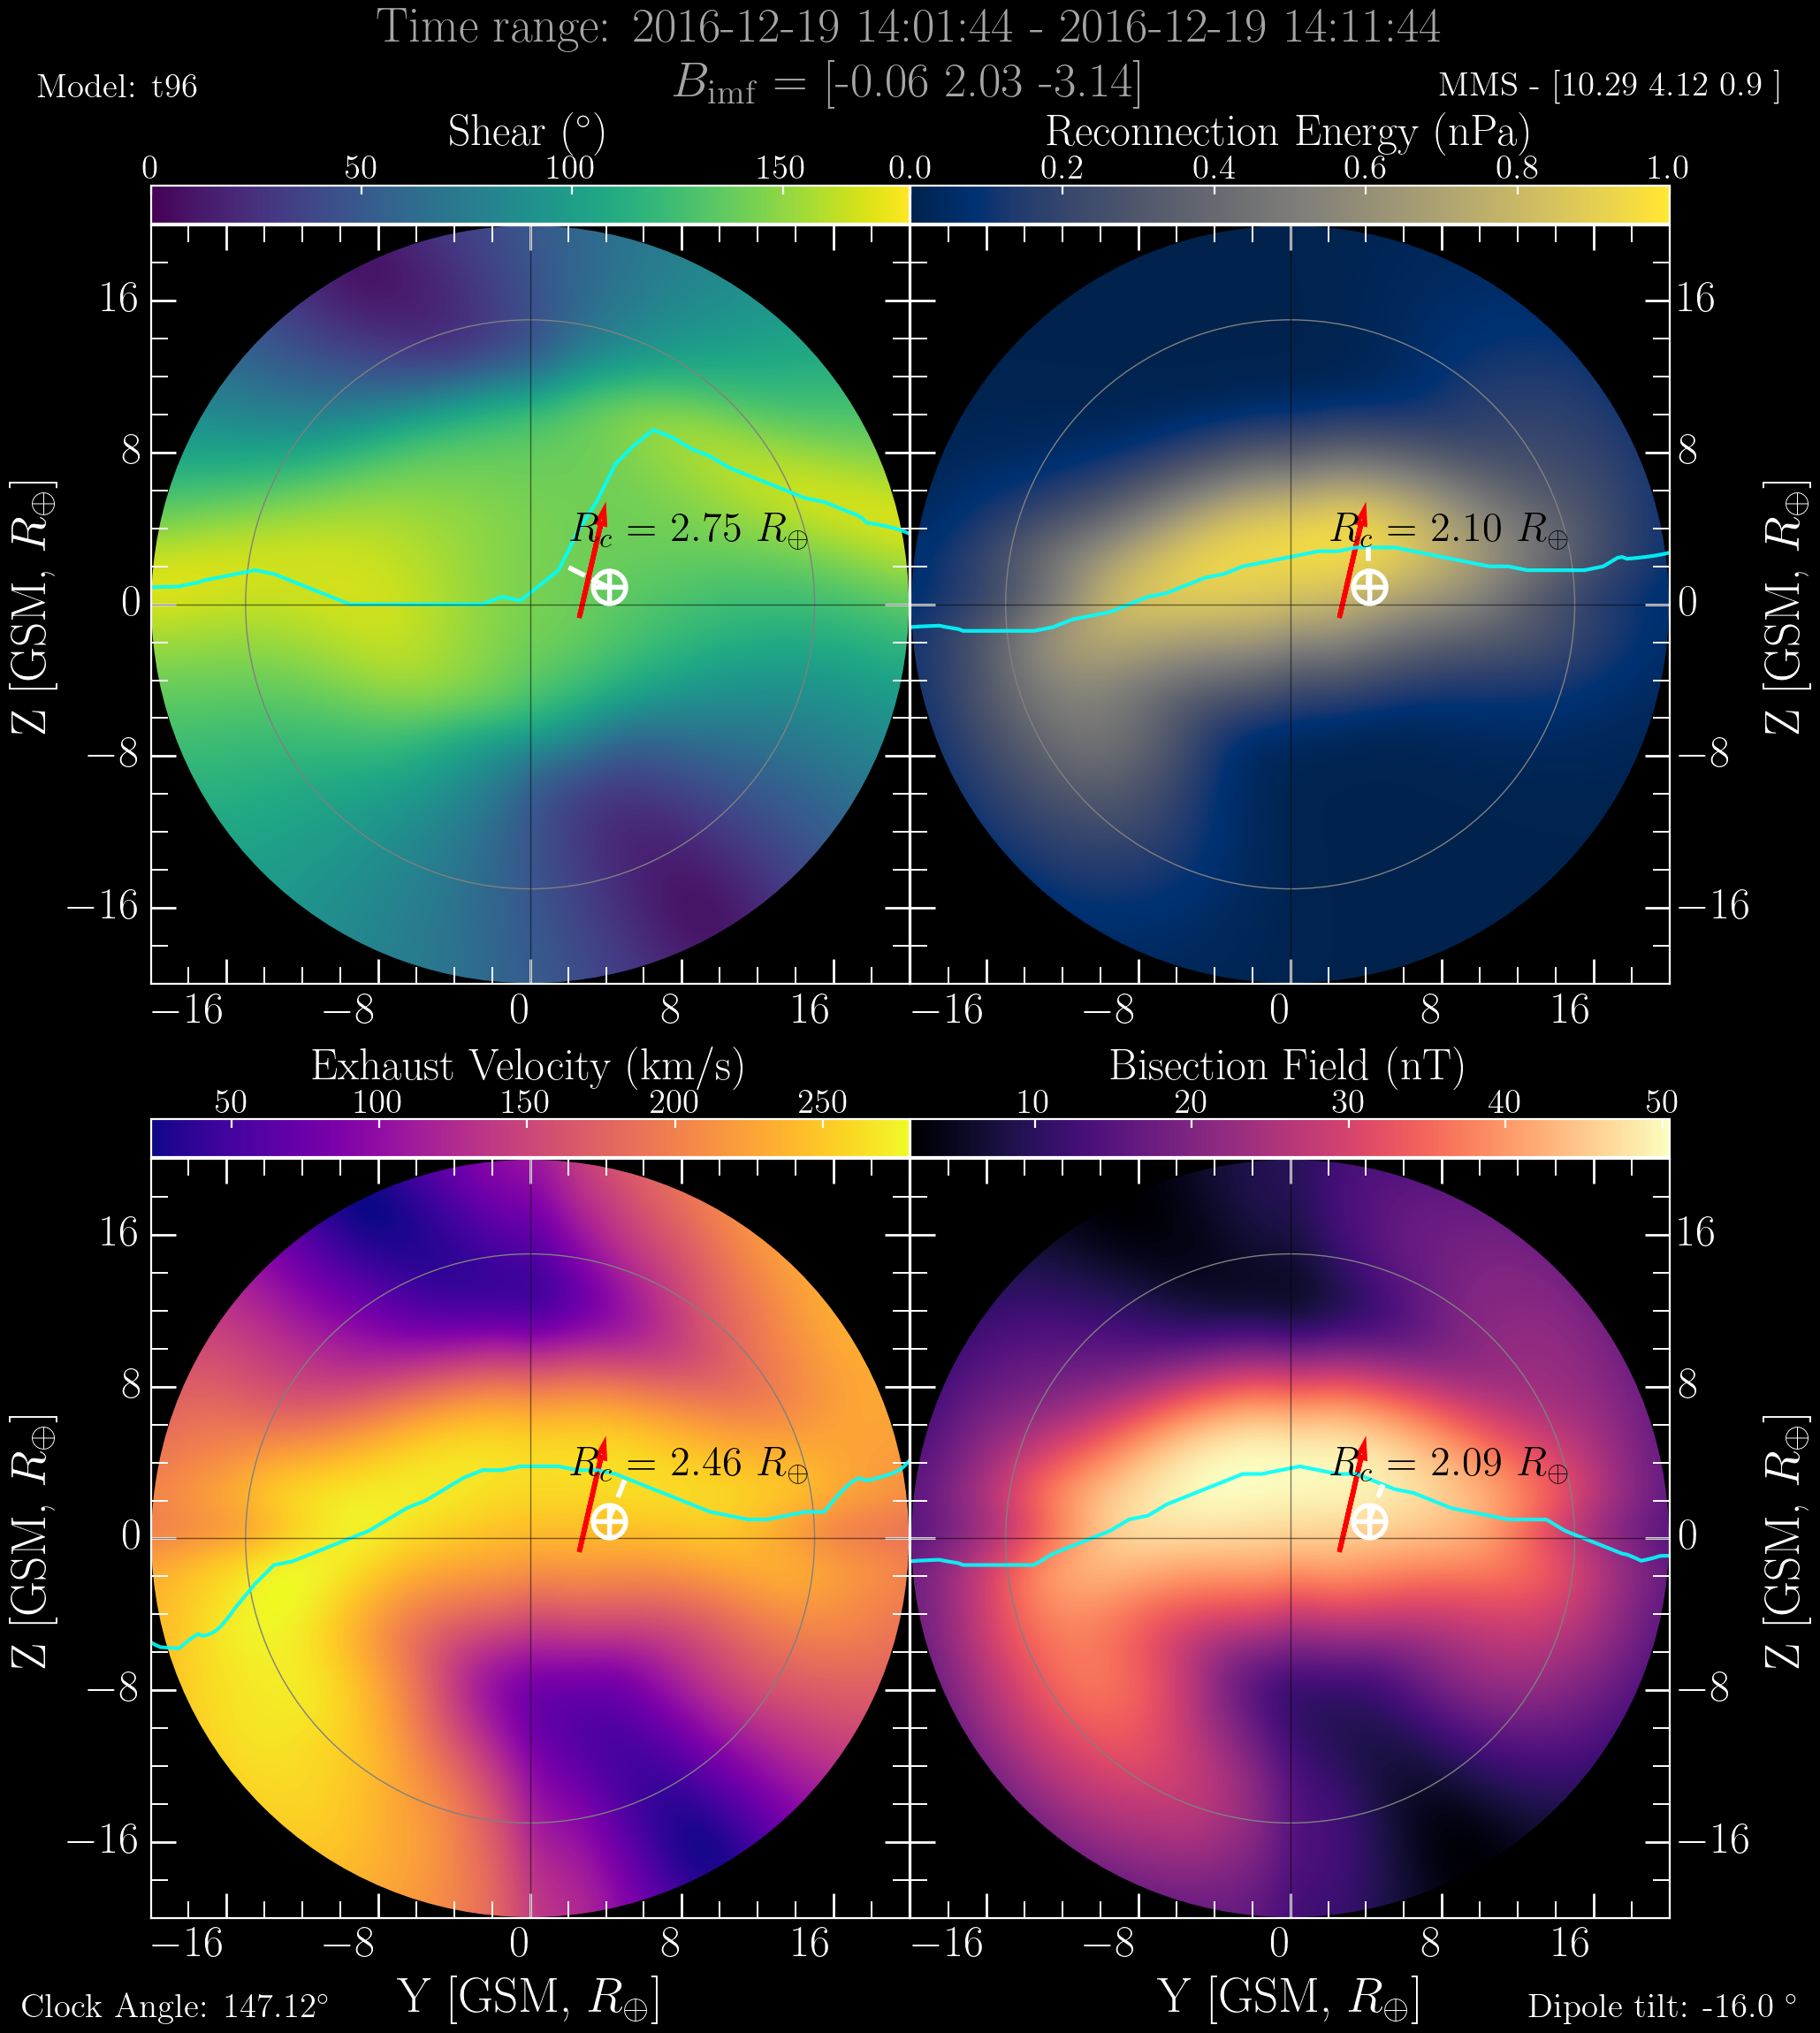 Time range: 2016-12-19 14:01:44 - 2016-12-19 14:11:44
Model: t96
B_imf = [-0.06 2.03 -3.14]
MMS - [10.29 4.12 0.9 ]
Shear (°)
Reconnection Energy (nPa)
0 50 100 150
0.0 0.2 0.4 0.6 0.8 1.0
Z [GSM, R⊕]
16
8
0
−8
−16
R_c = 2.75 R⊕
−16 −8 0 8 16
R_c = 2.10 R⊕
16
8
0
−8
−16
Z [GSM, R⊕]
−16 −8 0 8 16
Exhaust Velocity (km/s)
Bisection Field (nT)
50 100 150 200 250
10 20 30 40 50
Z [GSM, R⊕]
16
8
0
−8
−16
R_c = 2.46 R⊕
−16 −8 0 8 16
Y [GSM, R⊕]
R_c = 2.09 R⊕
16
8
0
−8
−16
Z [GSM, R⊕]
−16 −8 0 8 16
Y [GSM, R⊕]
Clock Angle: 147.12°
Dipole tilt: -16.0 °